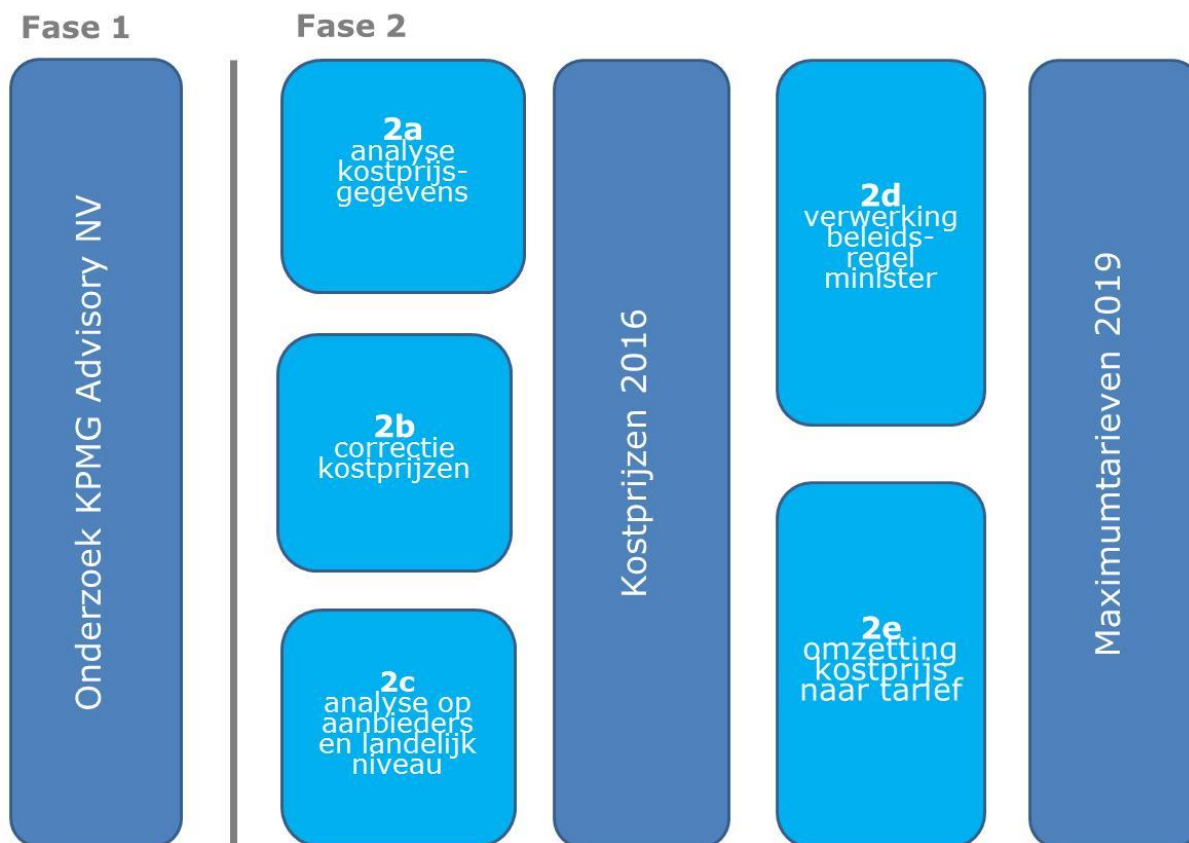 Fase 1
Fase 2
Onderzoek KPMG Advisory NV
2a
analyse
kostprijs-
gegevens
2b
correctie
kostprijzen
2c
analyse op
aanbieders
en landelijk
niveau
Kostprijzen 2016
2d
verwerking
beleids-
regel
minister
2e
omzetting
kostprijs
naar tarief
Maximumtarieven 2019